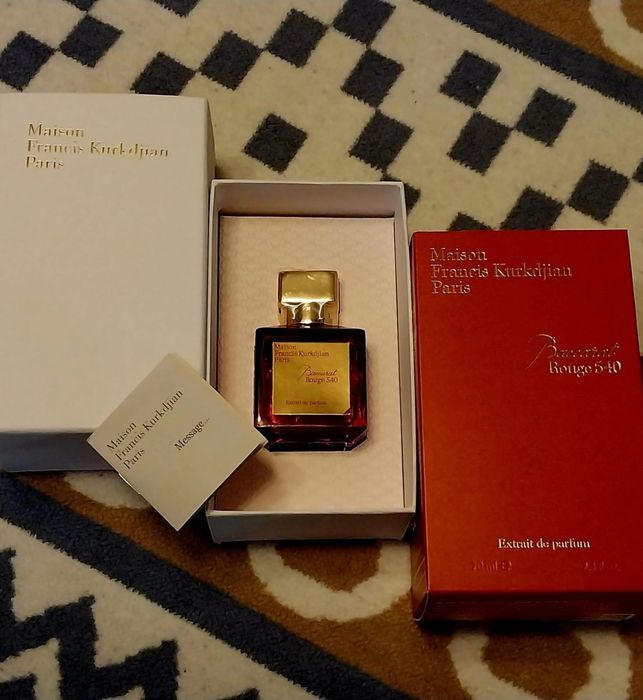 Maison
Francis Kurkdjian
Paris
Maison
Francis Kurkdjian
Paris
Baccarat
Rouge 540
Extrait de parfum
Maison
Francis Kurkdjian
Paris
Message...
Maison
Francis Kurkdjian
Paris
Baccarat
Rouge 540
Extrait de parfum